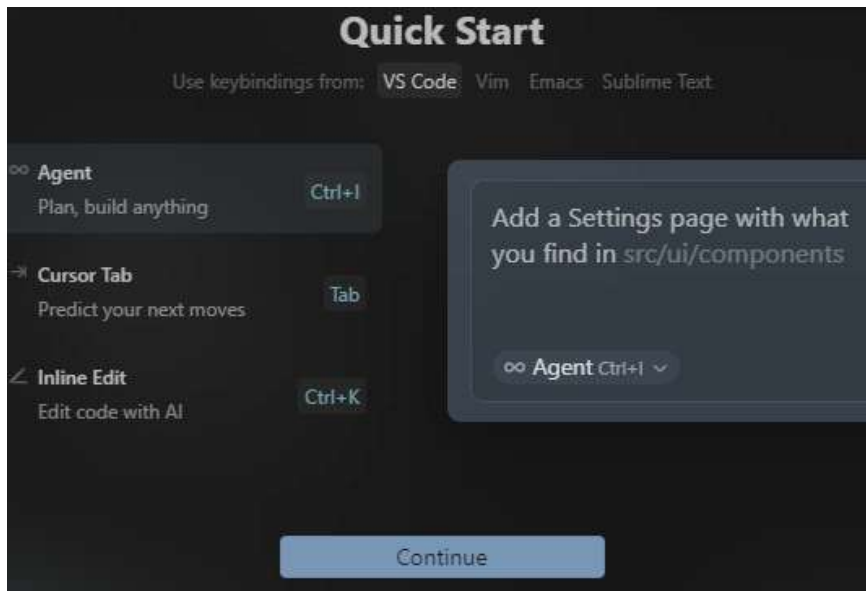 Quick Start
Use keybindings from: VS Code Vim Emacs Sublime Text
Agent
Plan, build anything
Ctrl+I
Cursor Tab
Predict your next moves
Tab
Inline Edit
Edit code with AI
Ctrl+K
Add a Settings page with what
you find in src/ui/components
Agent Ctrl+I
Continue